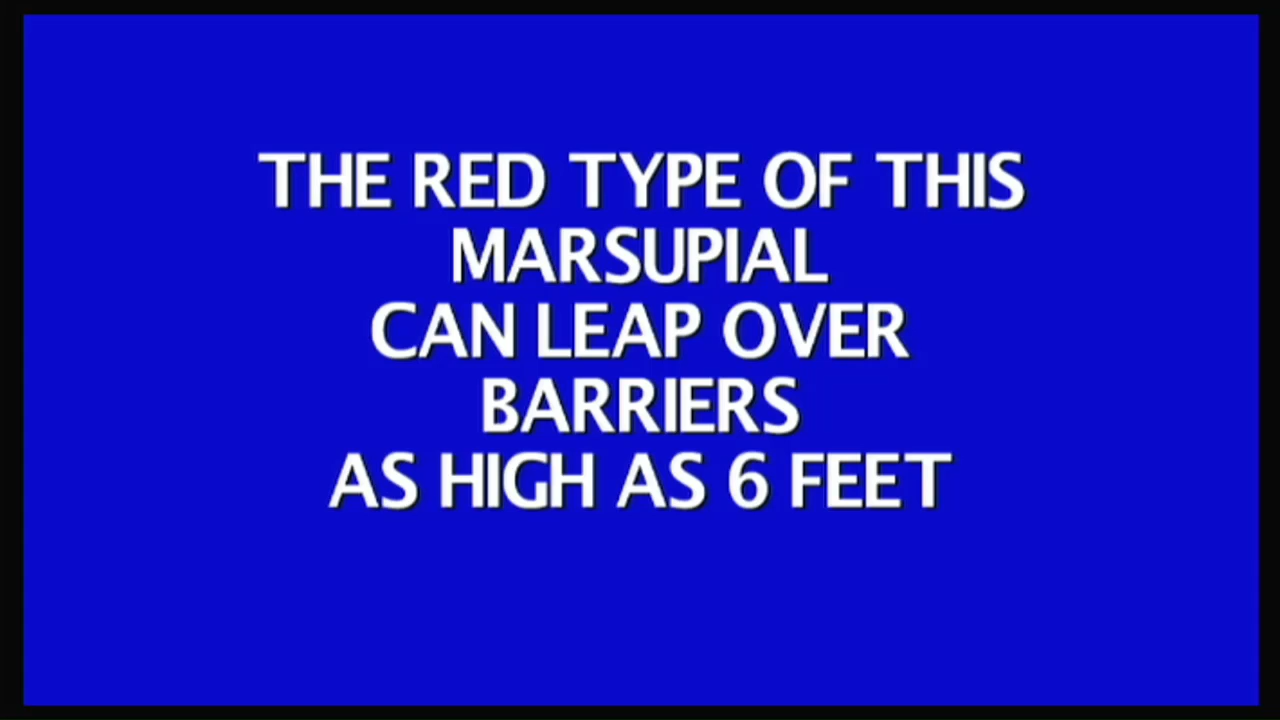 THE RED TYPE OF THIS
MARSUPIAL
CAN LEAP OVER
BARRIERS
AS HIGH AS 6 FEET